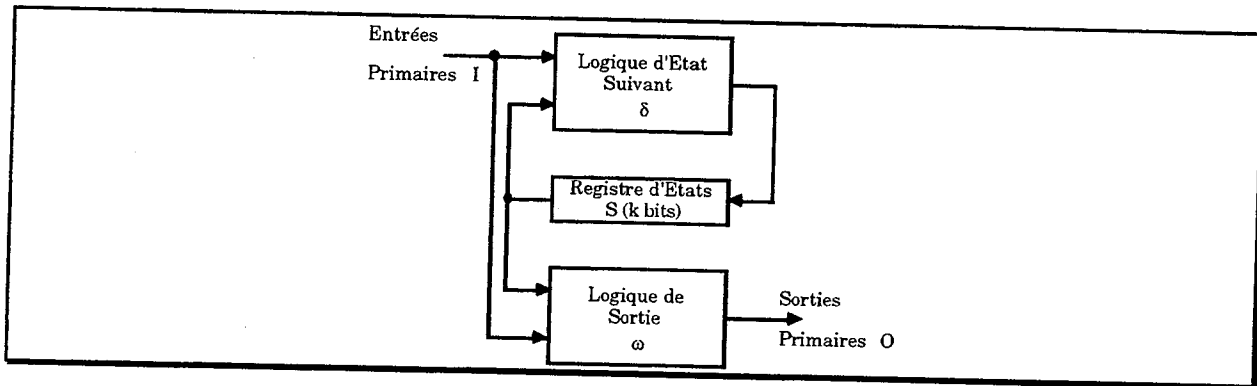 Entrées
Primaires I
Logique d'Etat
Suivant
δ
Registre d'Etats
S (k bits)
Logique de
Sortie
ω
Sorties
Primaires O